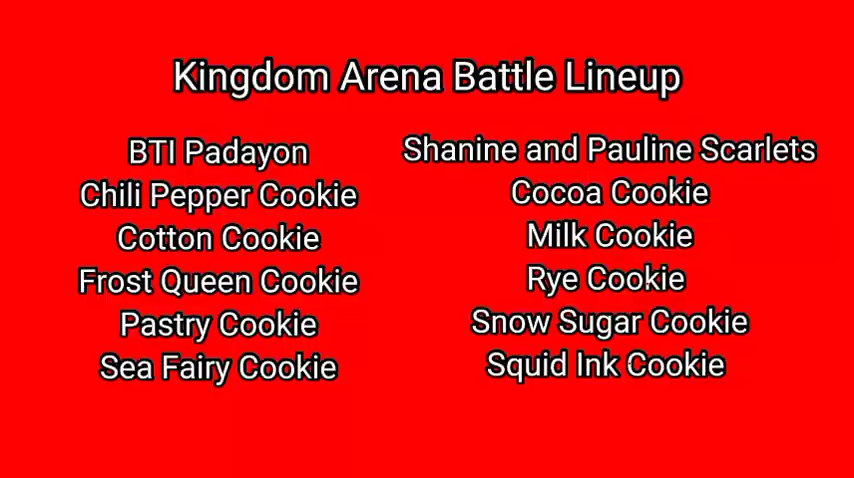 Kingdom Arena Battle Lineup
BTI Padayon
Chili Pepper Cookie
Cotton Cookie
Frost Queen Cookie
Pastry Cookie
Sea Fairy Cookie
Shanine and Pauline Scarlets
Cocoa Cookie
Milk Cookie
Rye Cookie
Snow Sugar Cookie
Squid Ink Cookie